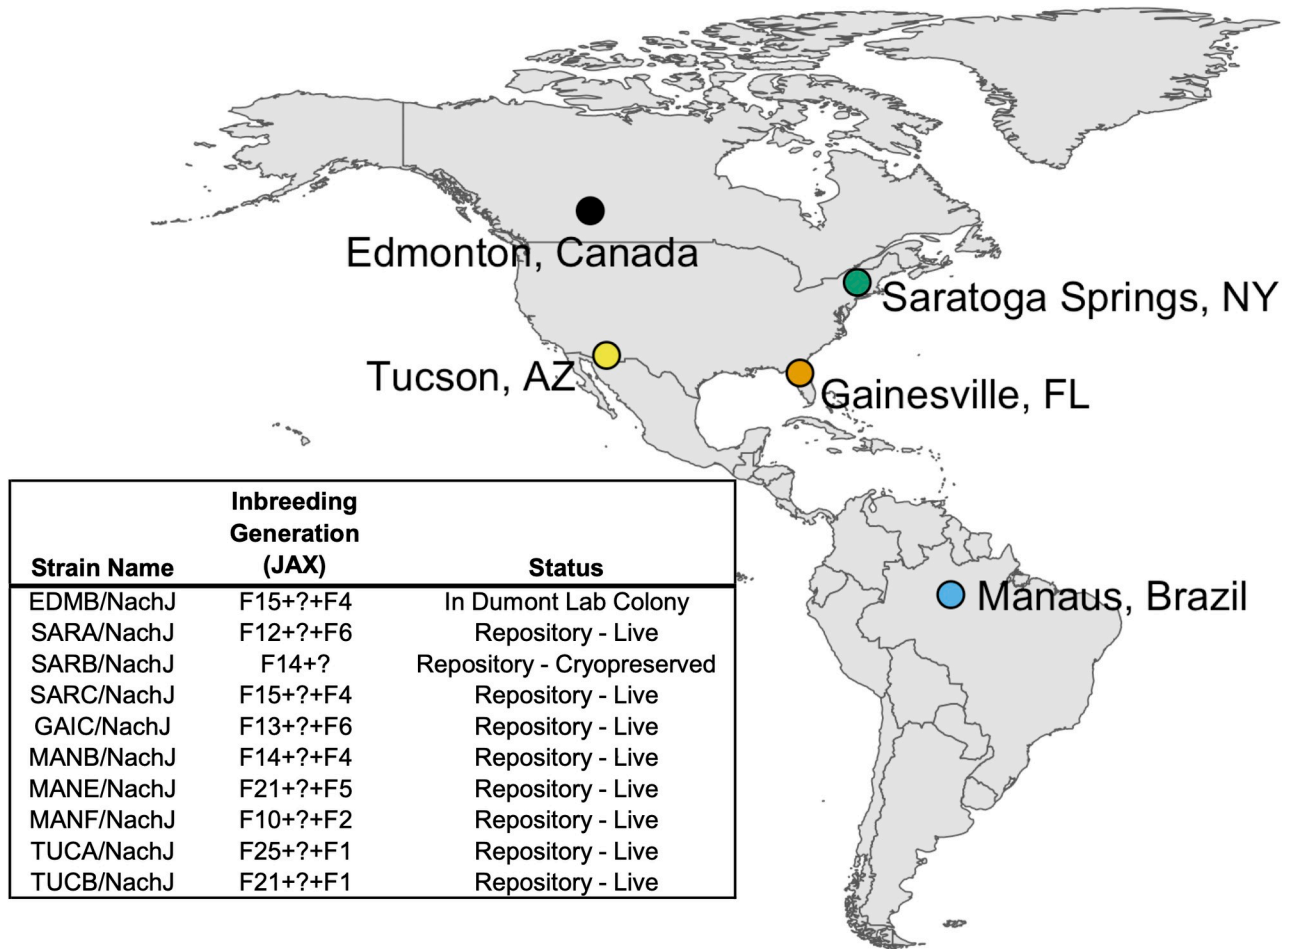 Edmonton, Canada
Saratoga Springs, NY
Tucson, AZ
Gainesville, FL
Manaus, Brazil
Inbreeding
Generation
Strain Name (JAX) Status
EDMB/NachJ F15+?+F4 In Dumont Lab Colony
SARA/NachJ F12+?+F6 Repository - Live
SARB/NachJ F14+? Repository - Cryopreserved
SARC/NachJ F15+?+F4 Repository - Live
GAIC/NachJ F13+?+F6 Repository - Live
MANB/NachJ F14+?+F4 Repository - Live
MANE/NachJ F21+?+F5 Repository - Live
MANF/NachJ F10+?+F2 Repository - Live
TUCA/NachJ F25+?+F1 Repository - Live
TUCB/NachJ F21+?+F1 Repository - Live